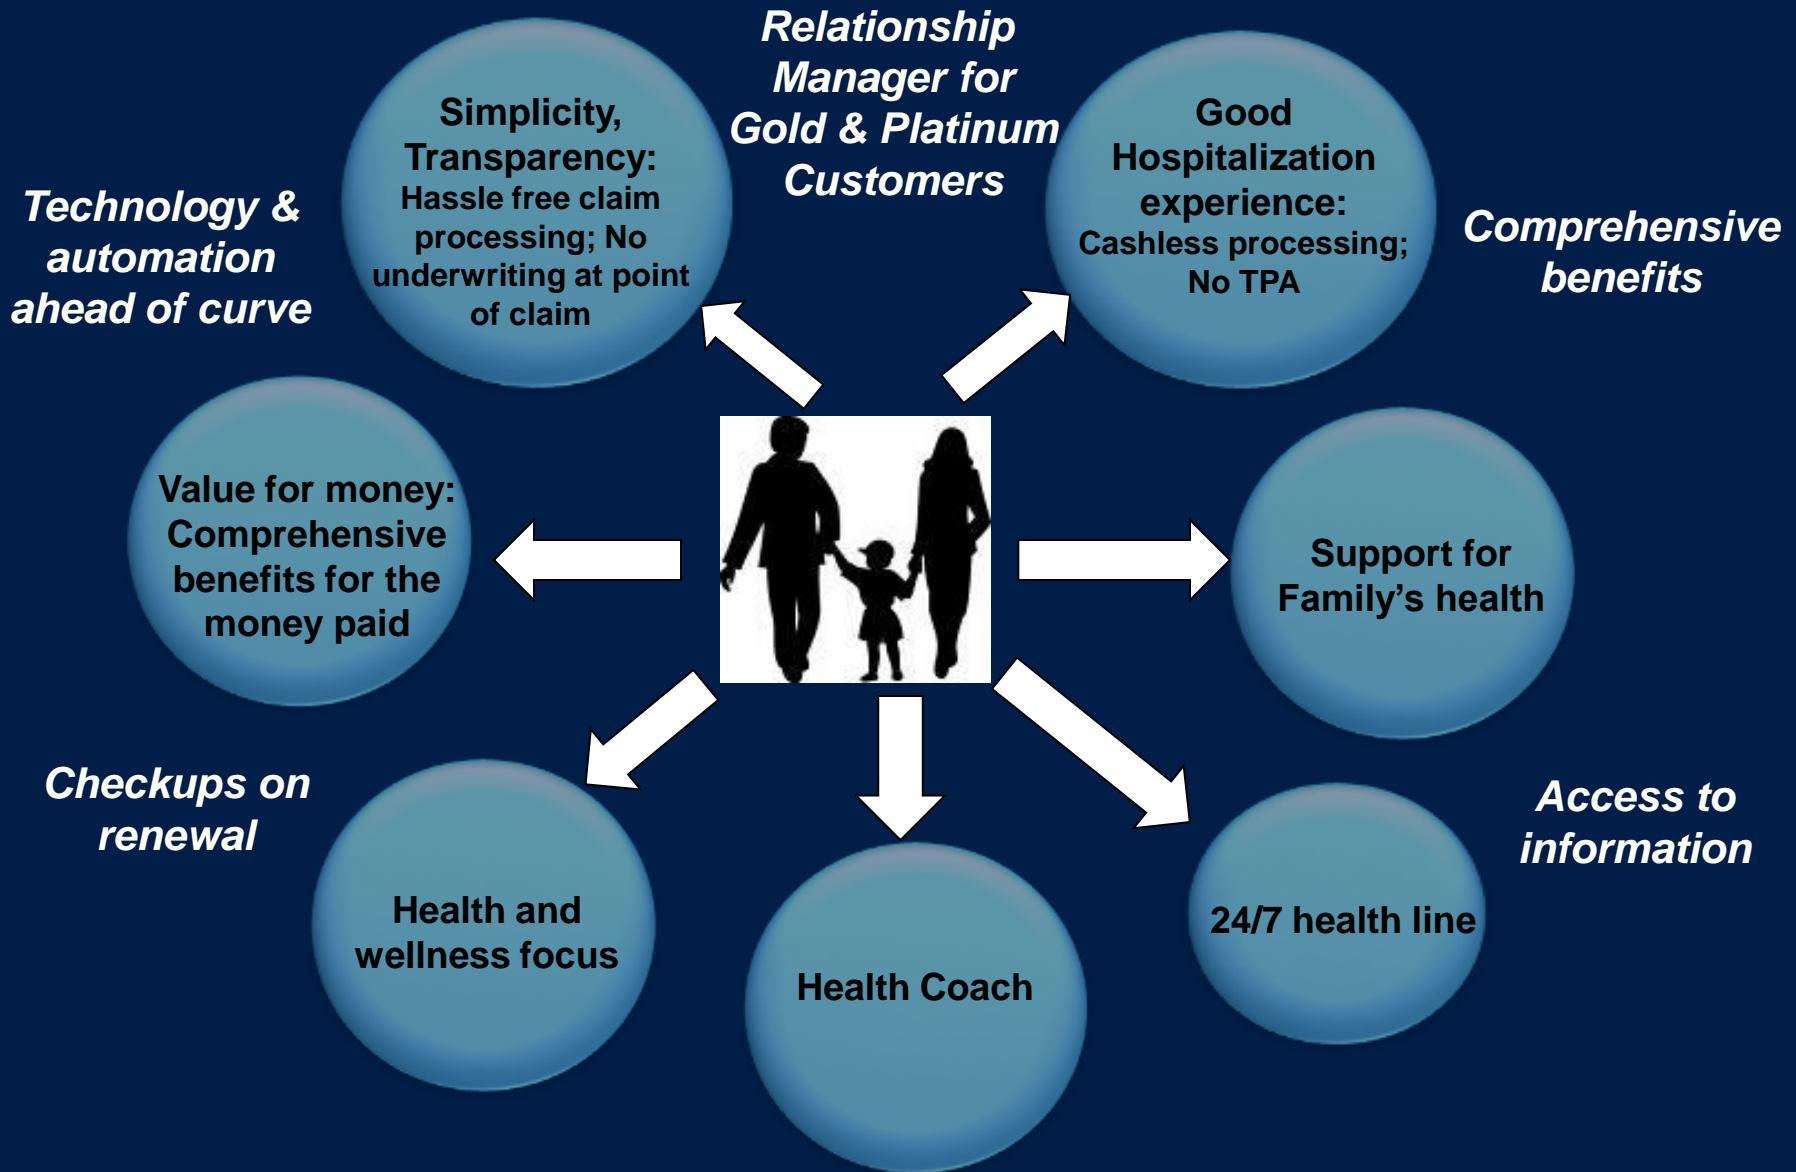 Relationship
Manager for
Gold & Platinum
Customers
Simplicity,
Transparency:
Hassle free claim
processing; No
underwriting at point
of claim
Good
Hospitalization
experience:
Cashless processing;
No TPA
Technology &
automation
ahead of curve
Comprehensive
benefits
Value for money:
Comprehensive
benefits for the
money paid
Support for
Family’s health
Checkups on
renewal
Access to
information
Health and
wellness focus
Health Coach
24/7 health line